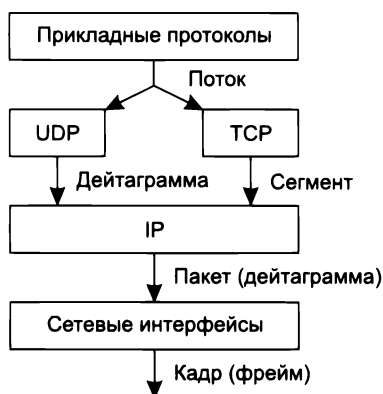 Прикладные протоколы
Поток
UDP
TCP
Дейтаграмма
Сегмент
IP
Пакет (дейтаграмма)
Сетевые интерфейсы
Кадр (фрейм)